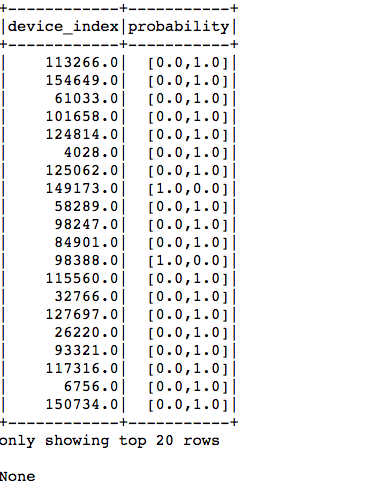 +------------+-----------+
|device_index|probability|
+------------+-----------+
|    113266.0|  [0.0,1.0]|
|    154649.0|  [0.0,1.0]|
|     61033.0|  [0.0,1.0]|
|    101658.0|  [0.0,1.0]|
|    124814.0|  [0.0,1.0]|
|      4028.0|  [0.0,1.0]|
|    125062.0|  [0.0,1.0]|
|    149173.0|  [1.0,0.0]|
|     58289.0|  [0.0,1.0]|
|     98247.0|  [0.0,1.0]|
|     84901.0|  [0.0,1.0]|
|     98388.0|  [1.0,0.0]|
|    115560.0|  [0.0,1.0]|
|     32766.0|  [0.0,1.0]|
|    127697.0|  [0.0,1.0]|
|     26220.0|  [0.0,1.0]|
|     93321.0|  [0.0,1.0]|
|    117316.0|  [0.0,1.0]|
|      6756.0|  [0.0,1.0]|
|    150734.0|  [0.0,1.0]|
+------------+-----------+
only showing top 20 rows
None